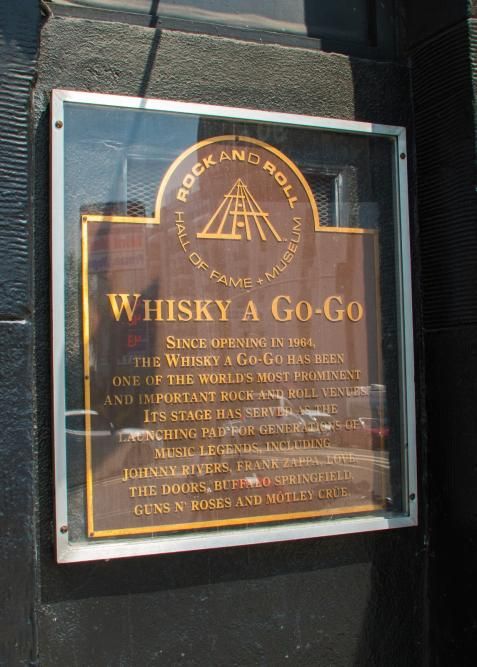 ROCK AND ROLL
HALL OF FAME + MUSEUM
WHISKY A GO-GO
SINCE OPENING IN 1964,
THE WHISKY A GO-GO HAS BEEN
ONE OF THE WORLD'S MOST PROMINENT
AND IMPORTANT ROCK AND ROLL VENUES.
ITS STAGE HAS SERVED AS THE
LAUNCHING PAD FOR GENERATIONS OF
MUSIC LEGENDS, INCLUDING
JOHNNY RIVERS, FRANK ZAPPA, LOVE,
THE DOORS, BUFFALO SPRINGFIELD,
GUNS N' ROSES AND MÖTLEY CRÜE.